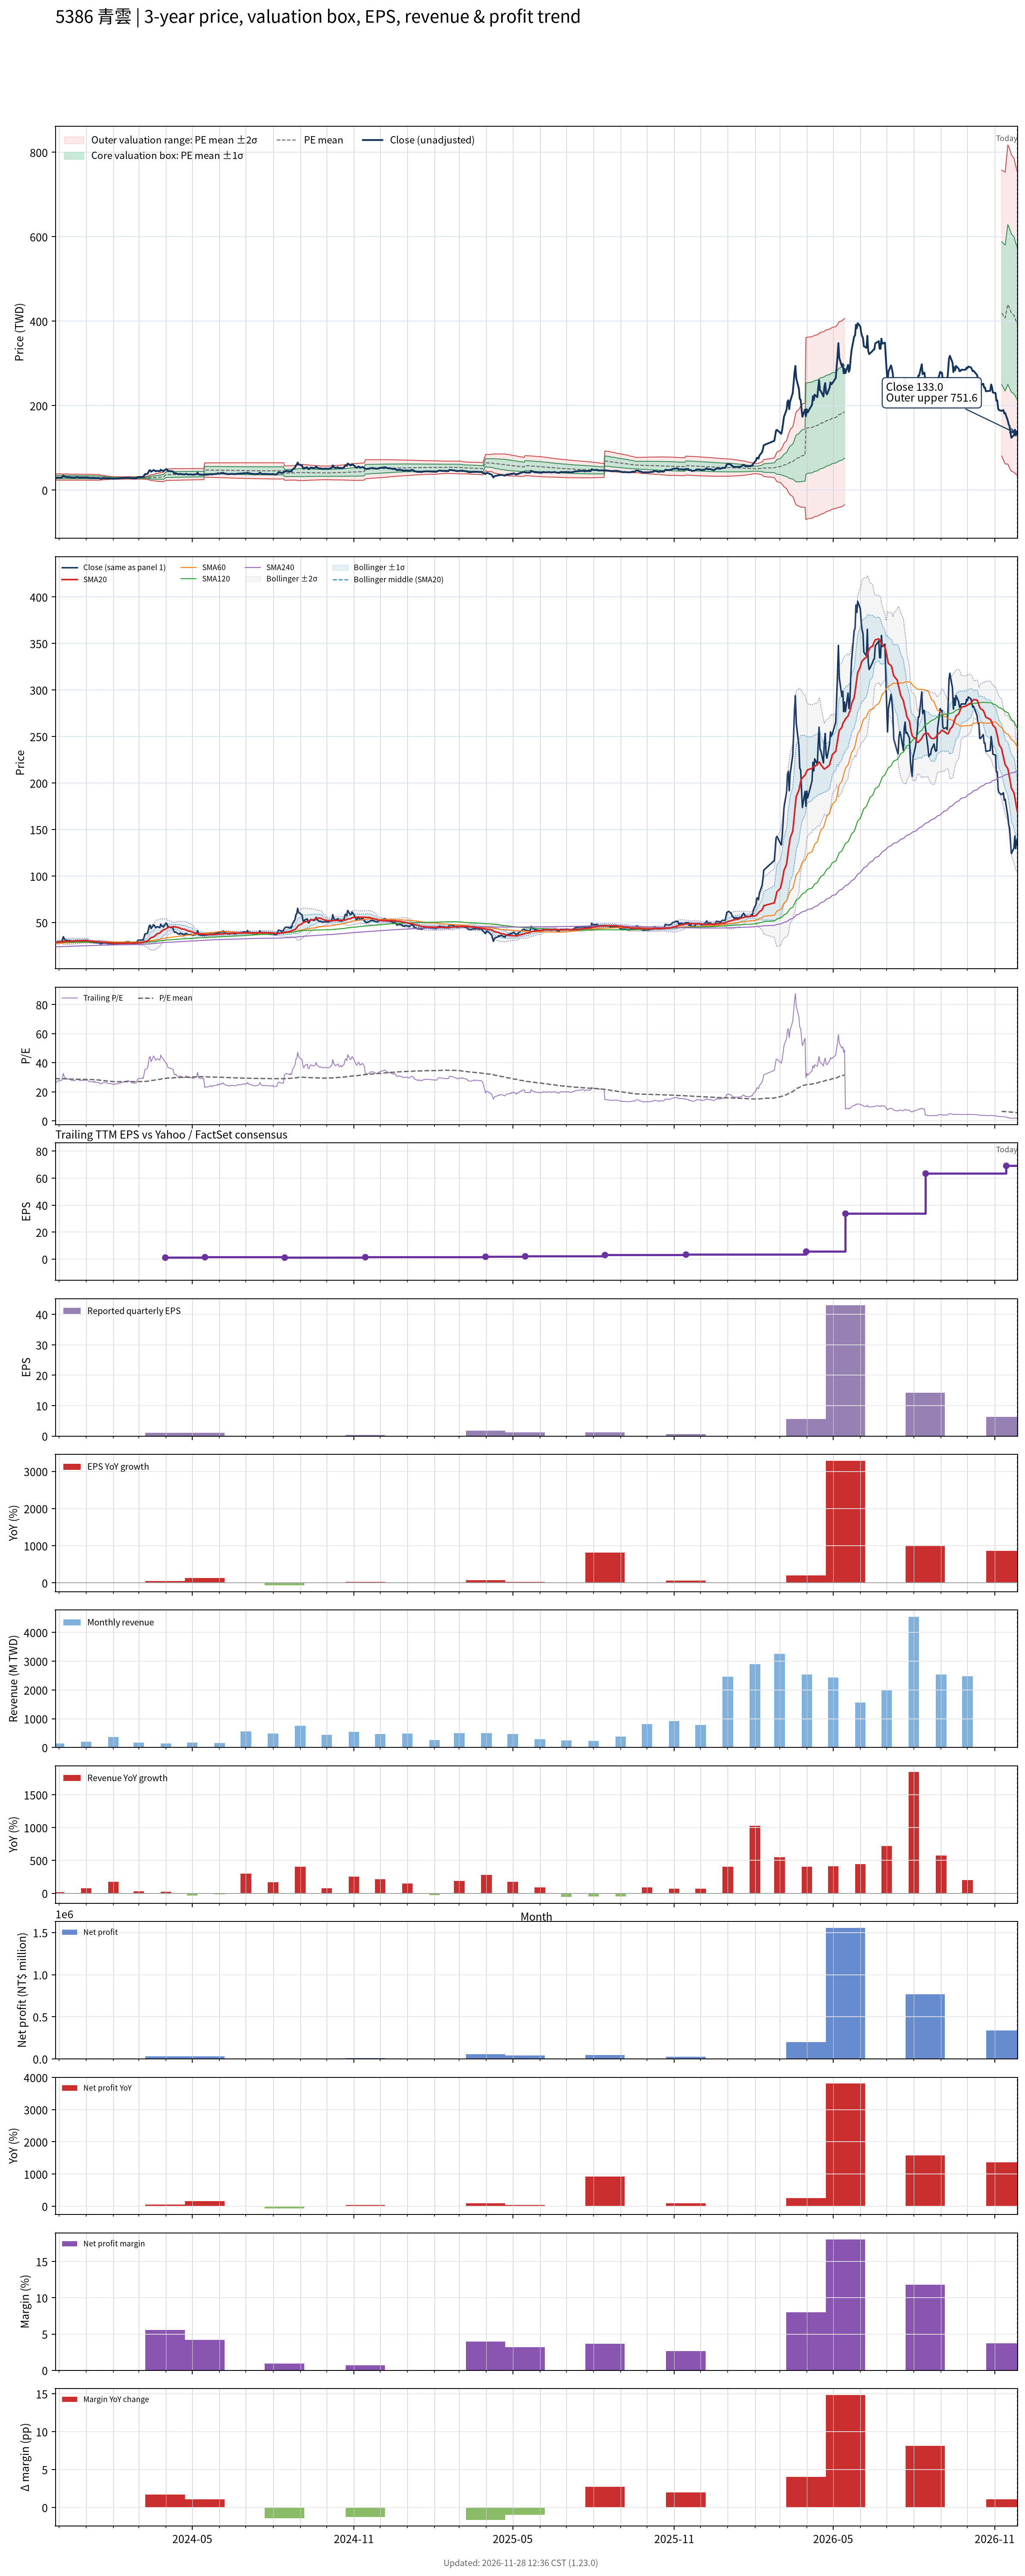 5386 青雲 | 3-year price, valuation box, EPS, revenue & profit trend
Outer valuation range: PE mean ±2σ
Core valuation box: PE mean ±1σ
PE mean
Close (unadjusted)
Today
800
600
400
200
0
Price (TWD)
Close 133.0
Outer upper 751.6
Close (same as panel 1)
SMA20
SMA60
SMA120
SMA240
Bollinger ±2σ
Bollinger ±1σ
Bollinger middle (SMA20)
400
350
300
250
200
150
100
50
Price
Trailing P/E
P/E mean
80
60
40
20
0
P/E
Trailing TTM EPS vs Yahoo / FactSet consensus
Today
80
60
40
20
0
EPS
Reported quarterly EPS
40
30
20
10
0
EPS
EPS YoY growth
3000
2000
1000
0
YoY (%)
Monthly revenue
4000
3000
2000
1000
0
Revenue (M TWD)
Revenue YoY growth
1500
1000
500
0
YoY (%)
Month
1e6
Net profit
1.5
1.0
0.5
0.0
Net profit (NT$ million)
Net profit YoY
4000
3000
2000
1000
0
YoY (%)
Net profit margin
15
10
5
0
Margin (%)
Margin YoY change
15
10
5
0
Δ margin (pp)
2024-05
2024-11
2025-05
2025-11
2026-05
2026-11
Updated: 2026-11-28 12:36 CST (1.23.0)